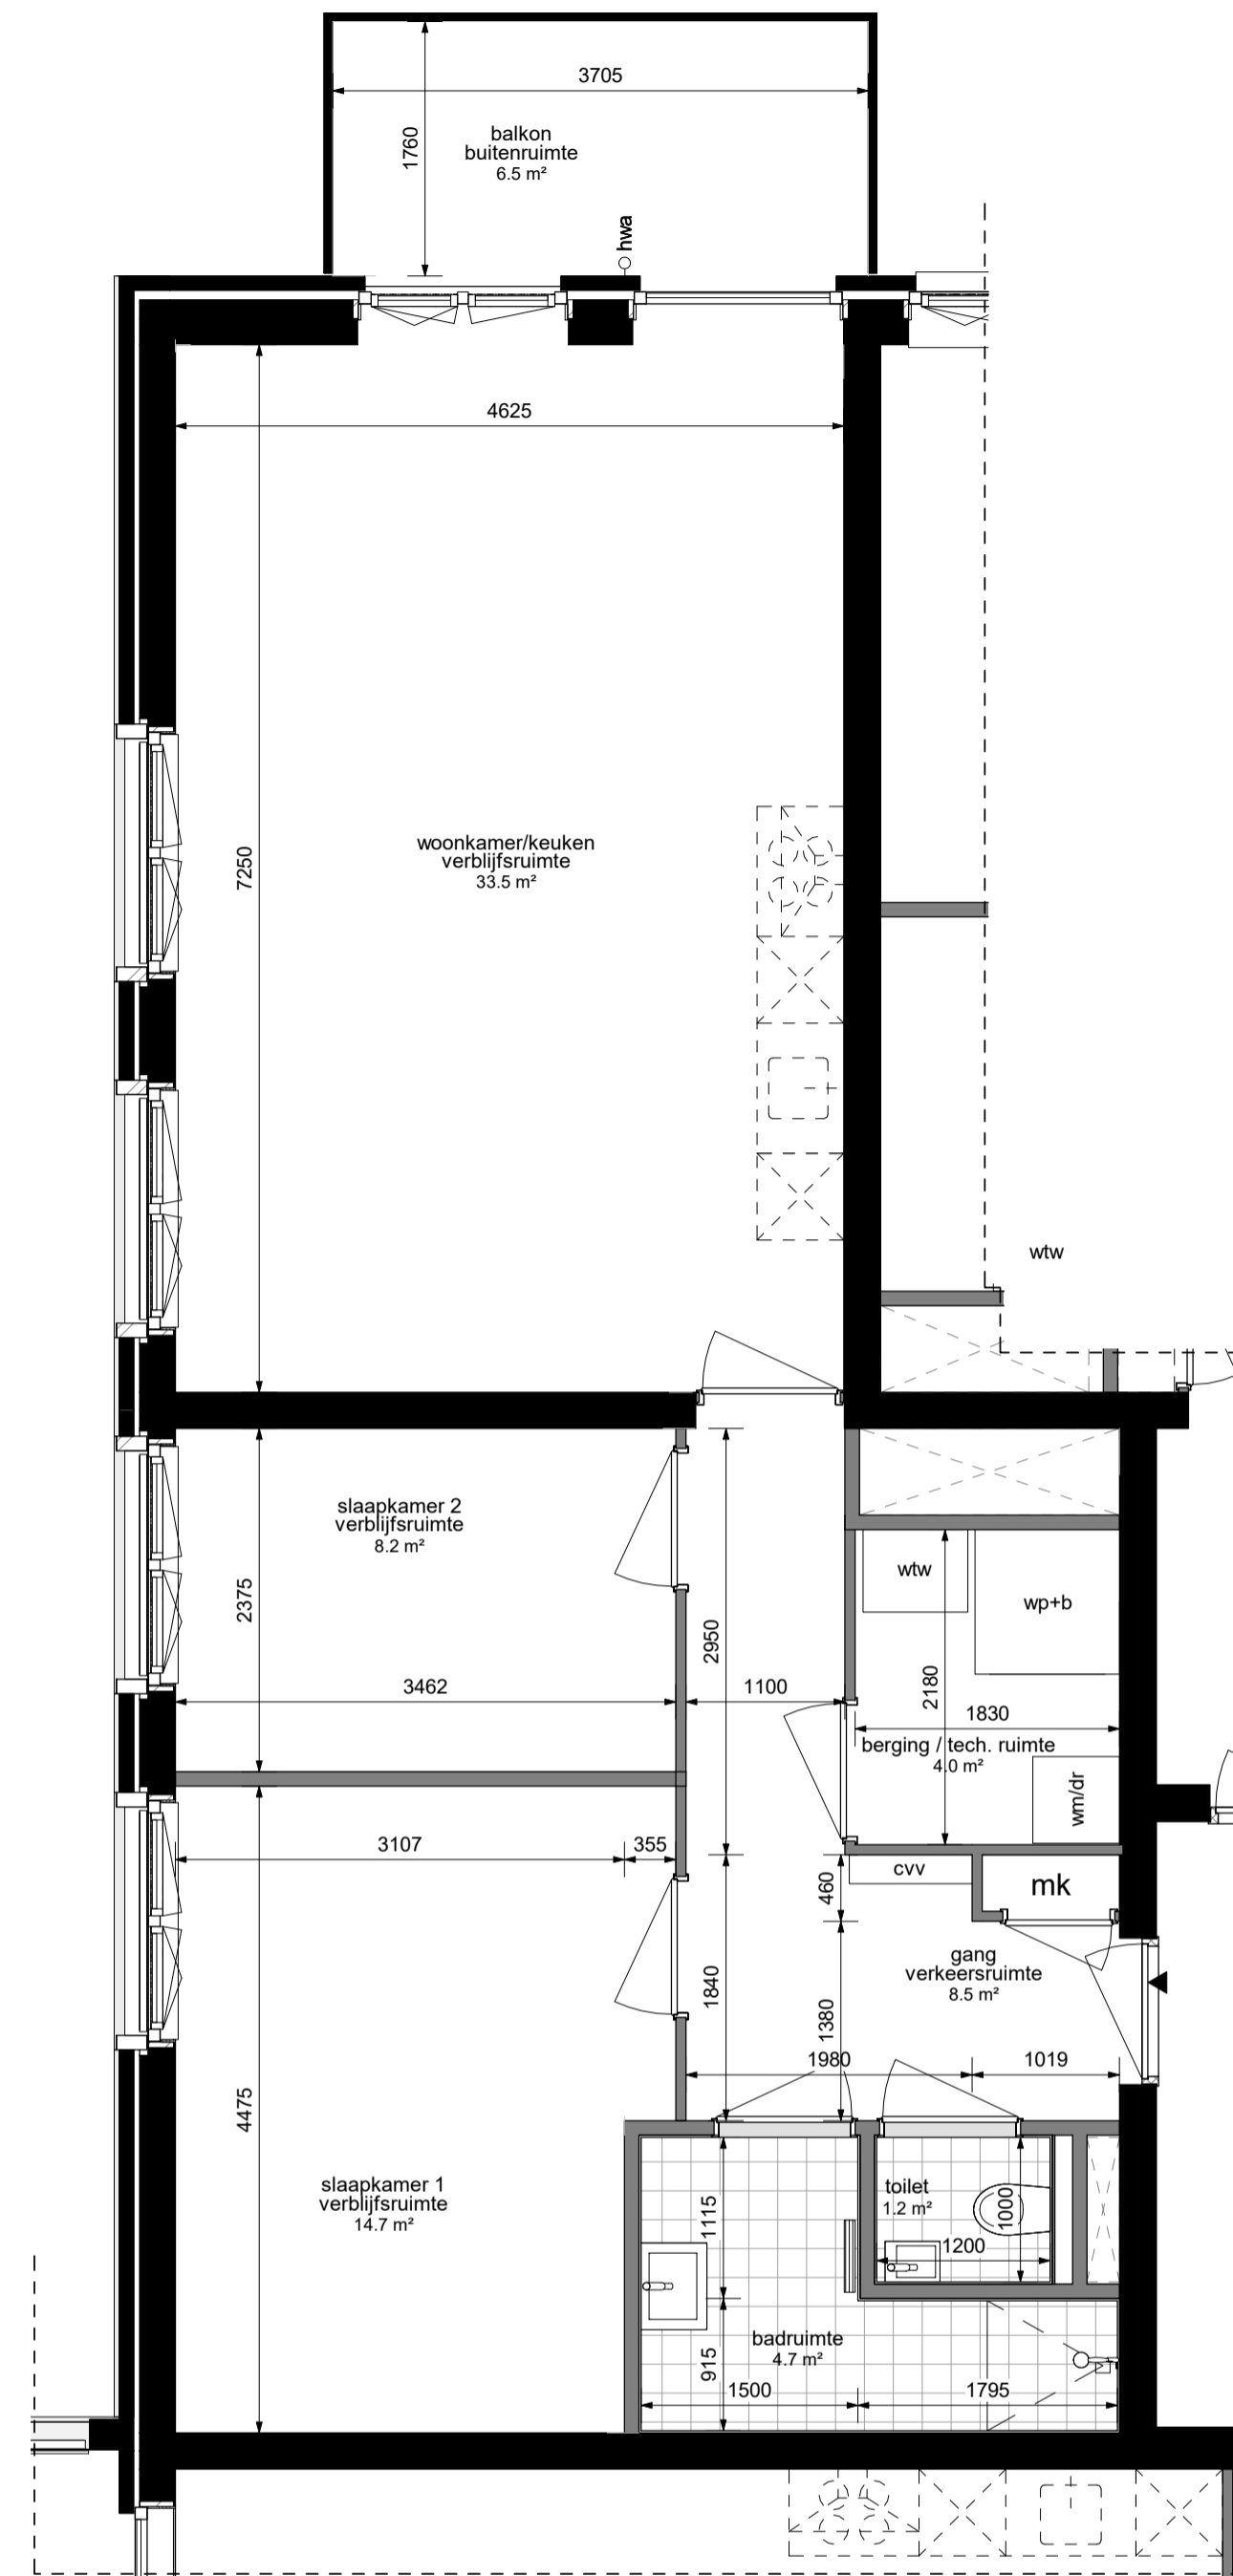 3705
1760
balkon
buitenruimte
6.5 m²
hwa
4625
7250
woonkamer/keuken
verblijfsruimte
33.5 m²
wtw
slaapkamer 2
verblijfsruimte
8.2 m²
2375
3462
2950
1100
wtw
wp+b
2180
1830
berging / tech. ruimte
4.0 m²
wm/dr
3107
355
cvv
460
mk
gang
verkeersruimte
8.5 m²
1840
1380
1980
1019
4475
slaapkamer 1
verblijfsruimte
14.7 m²
toilet
1.2 m²
1000
1115
1200
badruimte
4.7 m²
915
1500
1795